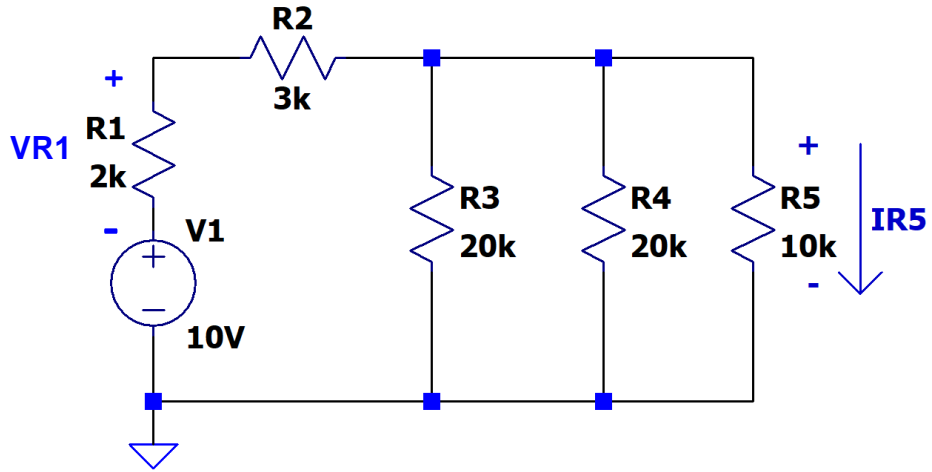 R2
3k
+
VR1
R1
2k
-
V1
+
-
10V
R3
20k
R4
20k
+
R5
10k
-
IR5